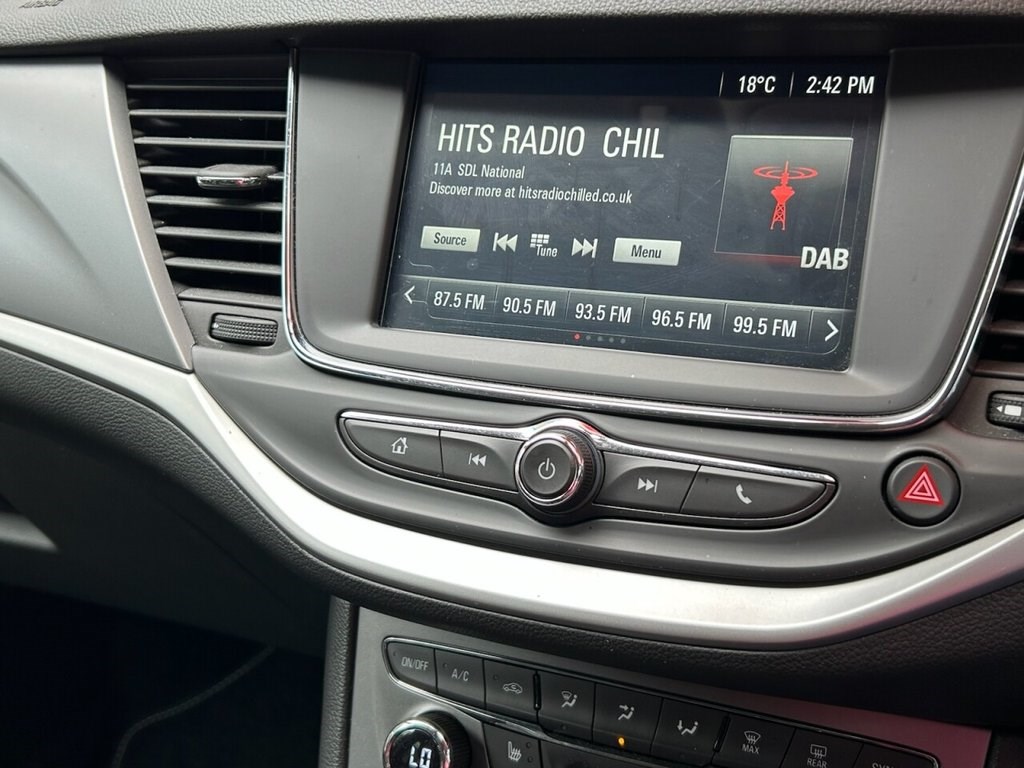 18°C 2:42 PM
HITS RADIO CHIL
11A SDL National
Discover more at hitsradiochilled.co.uk
Source Tune Menu
DAB
87.5 FM 90.5 FM 93.5 FM 96.5 FM 99.5 FM
ON/OFF A/C MAX REAR
LO